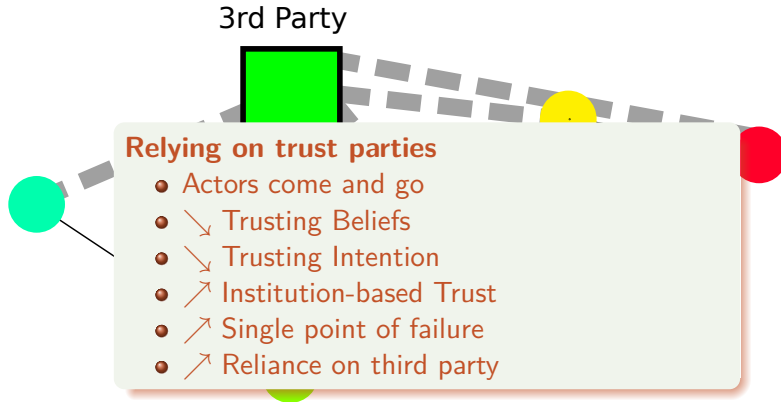 3rd Party
Relying on trust parties
Actors come and go
↘ Trusting Beliefs
↘ Trusting Intention
↗ Institution-based Trust
↗ Single point of failure
↗ Reliance on third party